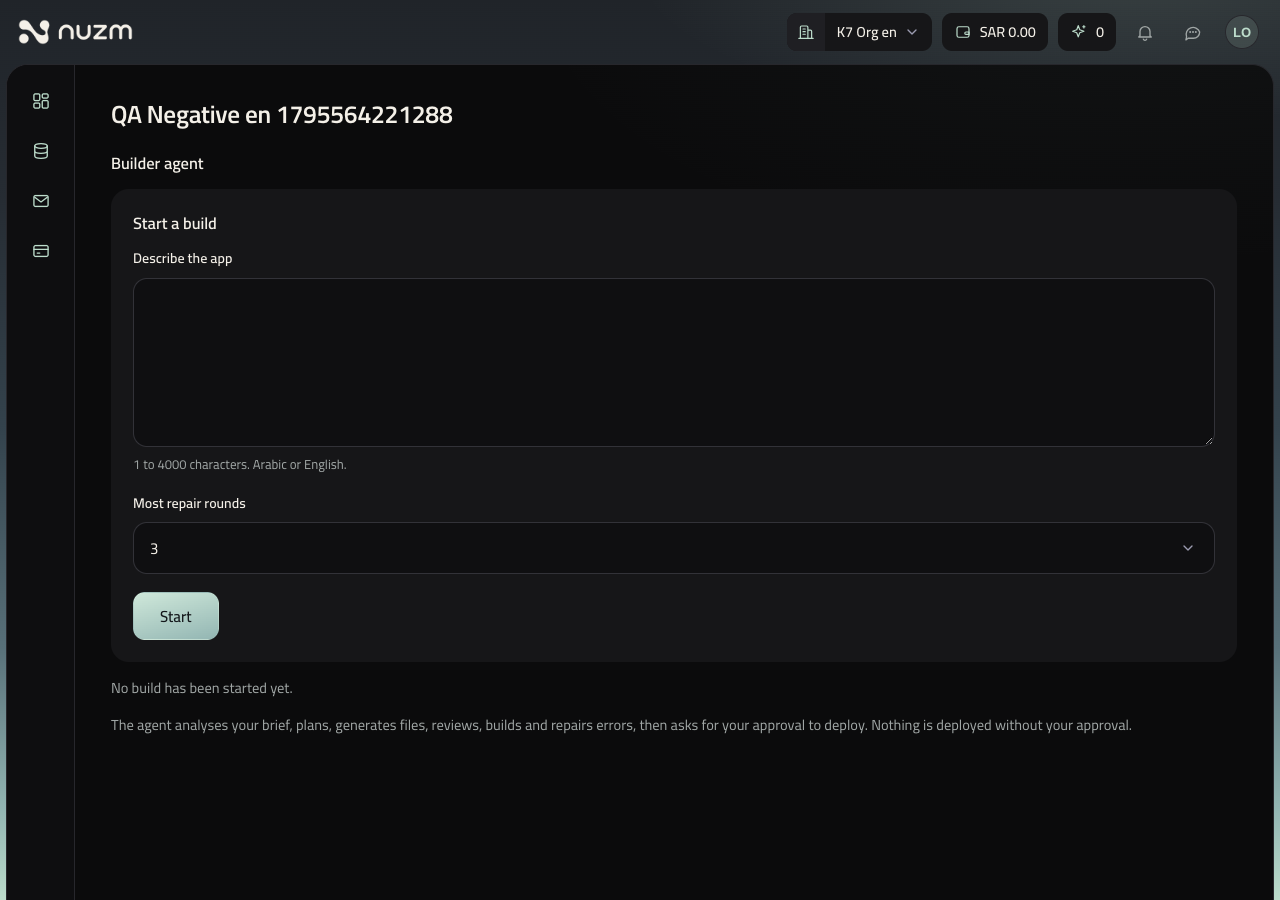 nuzm
K7 Org en
SAR 0.00
0
LO
QA Negative en 1795564221288
Builder agent
Start a build
Describe the app
1 to 4000 characters. Arabic or English.
Most repair rounds
3
Start
No build has been started yet.
The agent analyses your brief, plans, generates files, reviews, builds and repairs errors, then asks for your approval to deploy. Nothing is deployed without your approval.